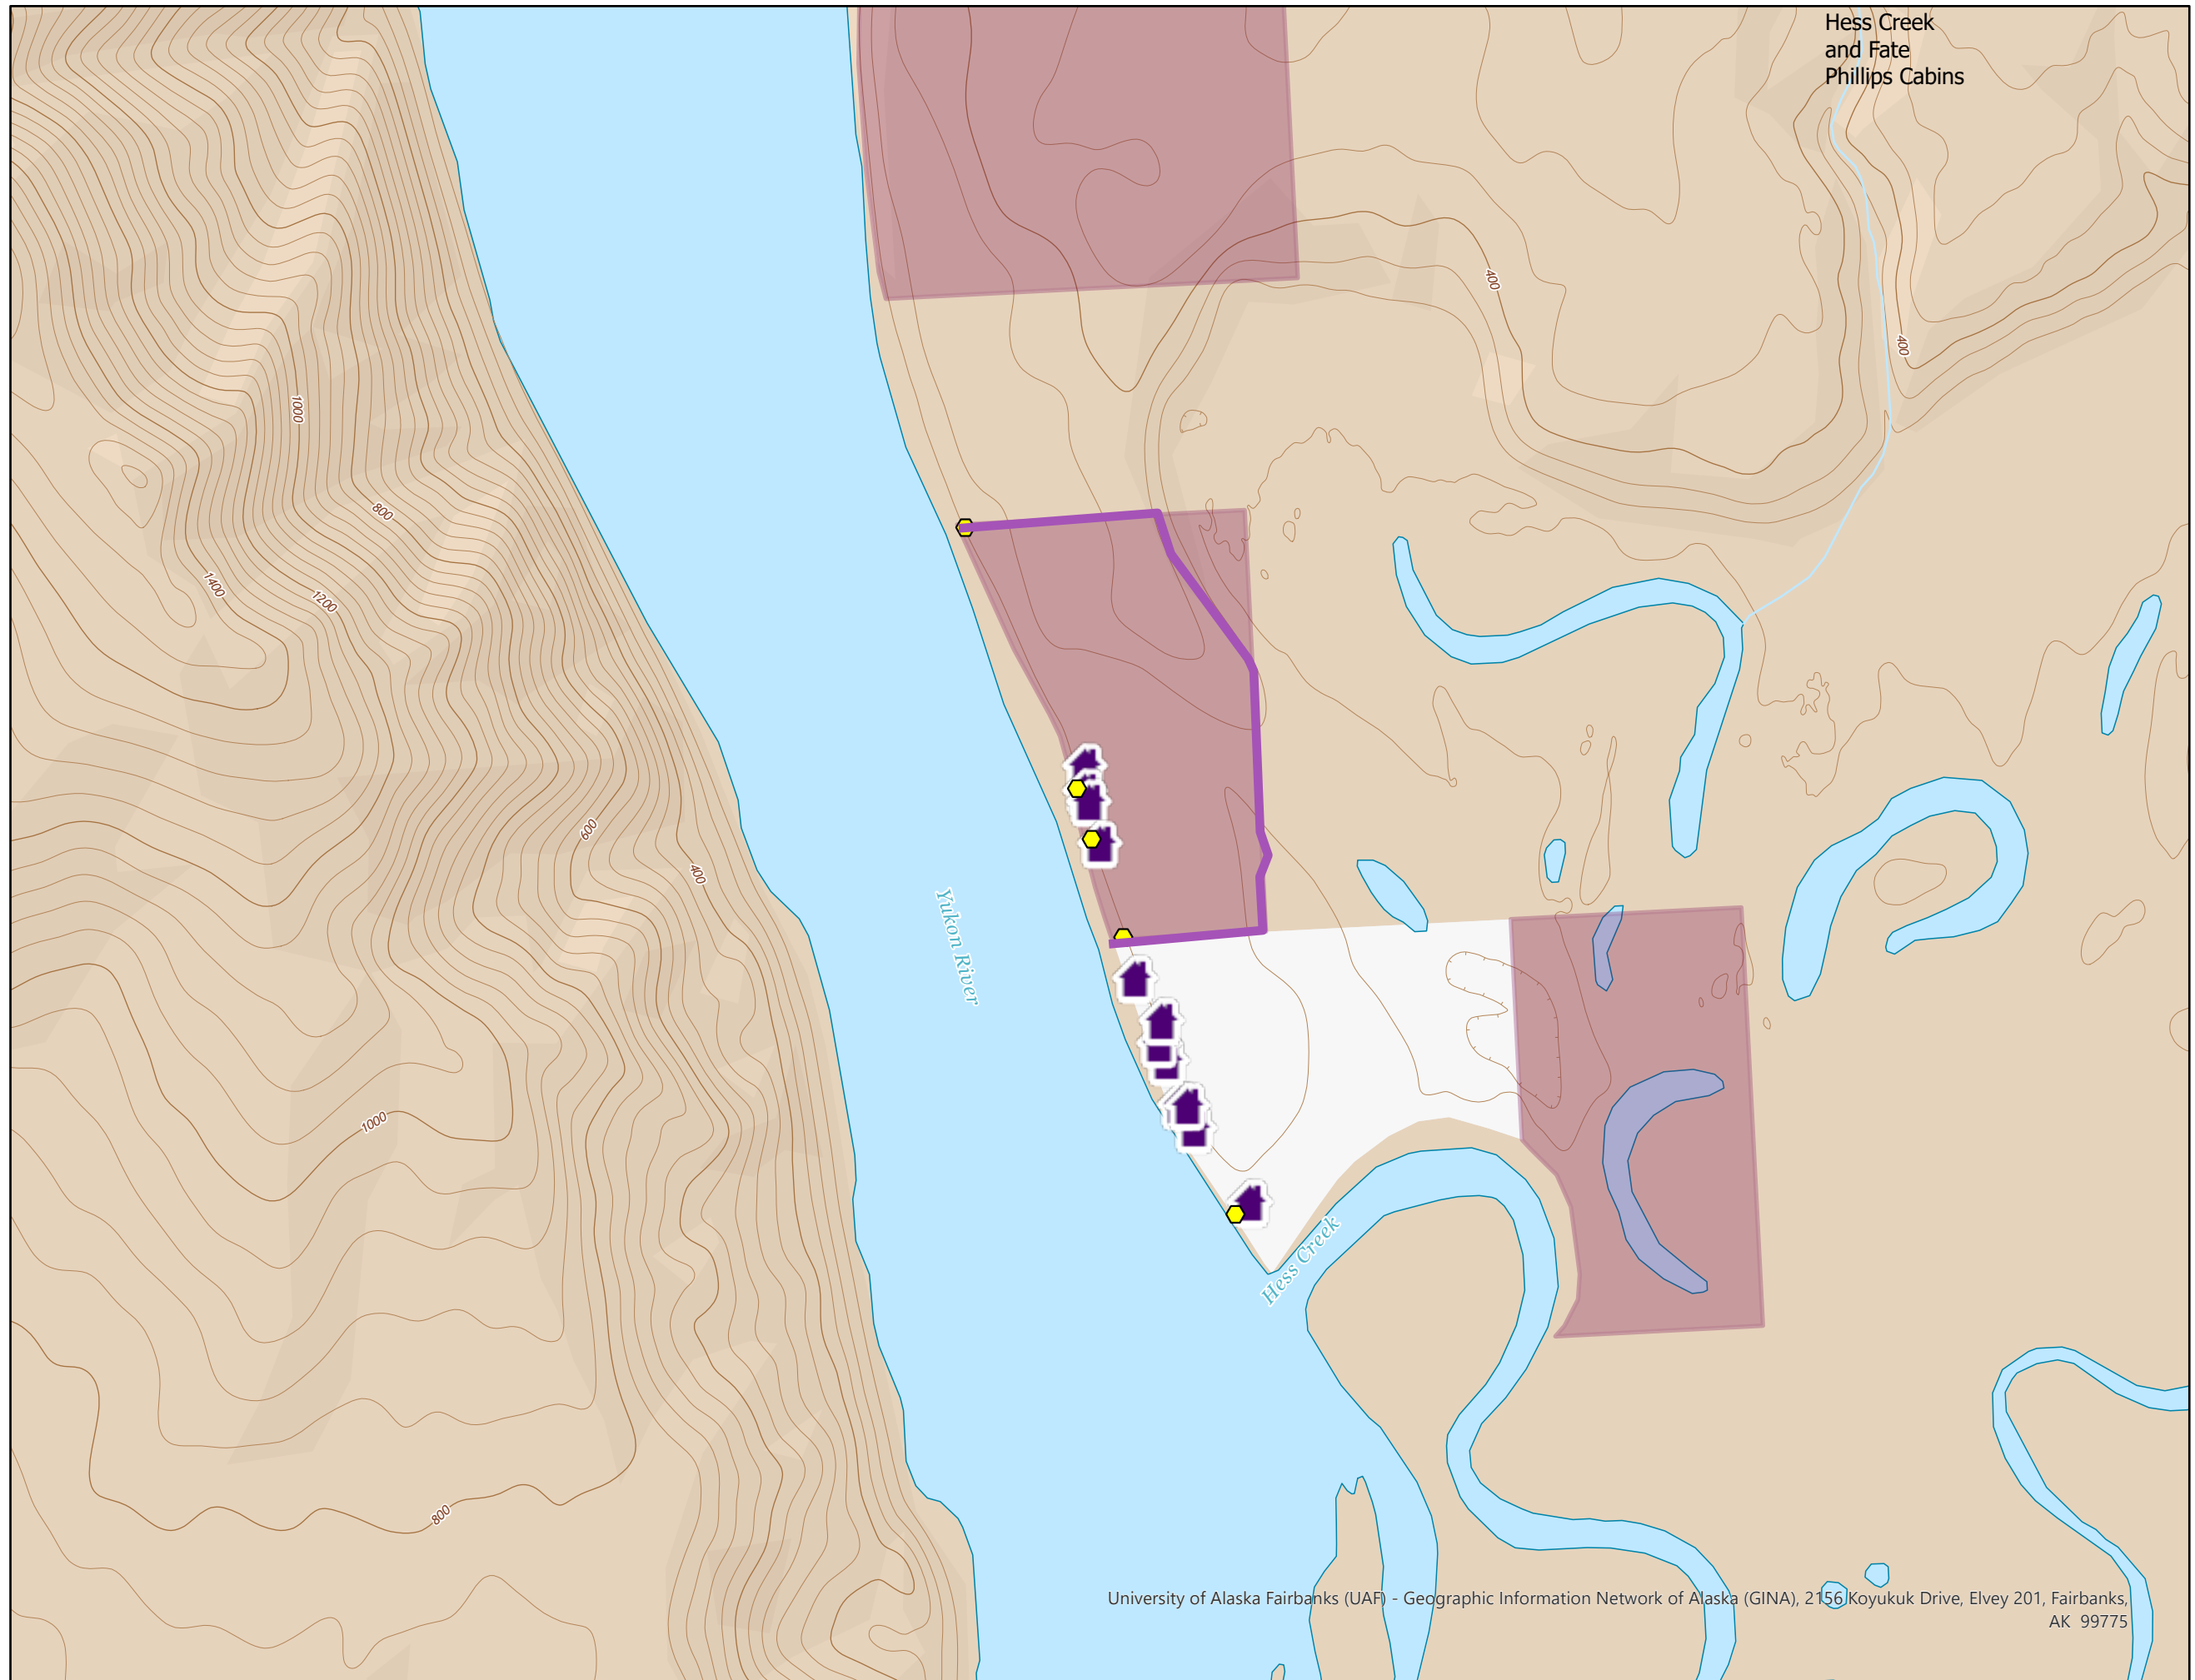 Hess Creek
and Fate
Phillips Cabins
400
400
1000
800
1400
1200
600
400
Yukon River
1000
Hess Creek
800
University of Alaska Fairbanks (UAF) - Geographic Information Network of Alaska (GINA), 2156 Koyukuk Drive, Elvey 201, Fairbanks,
AK 99775